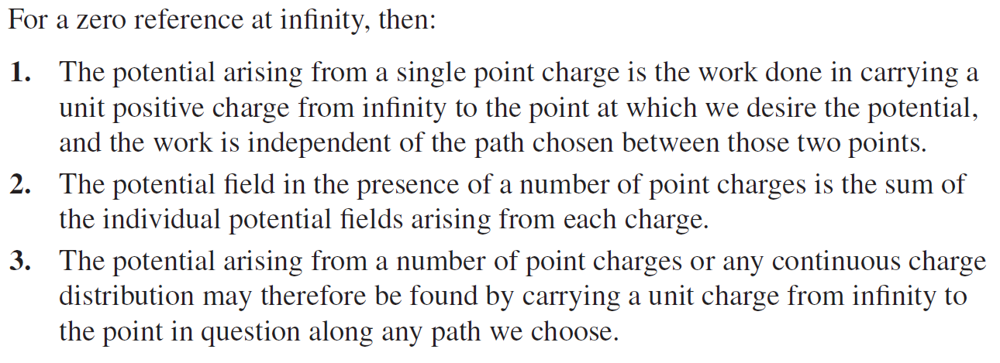 For a zero reference at infinity, then:
1. The potential arising from a single point charge is the work done in carrying a
unit positive charge from infinity to the point at which we desire the potential,
and the work is independent of the path chosen between those two points.
2. The potential field in the presence of a number of point charges is the sum of
the individual potential fields arising from each charge.
3. The potential arising from a number of point charges or any continuous charge
distribution may therefore be found by carrying a unit charge from infinity to
the point in question along any path we choose.